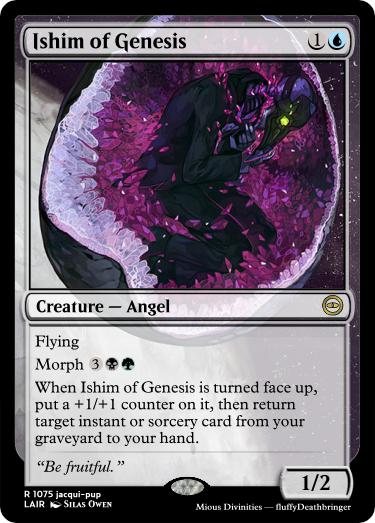 Ishim of Genesis 1
Creature — Angel
Flying
Morph 3
When Ishim of Genesis is turned face up,
put a +1/+1 counter on it, then return
target instant or sorcery card from your
graveyard to your hand.
“Be fruitful.”
1/2
R 1075 jacqui-pup
LAIR Silas Owen
Mious Divinities — fluffyDeathbringer